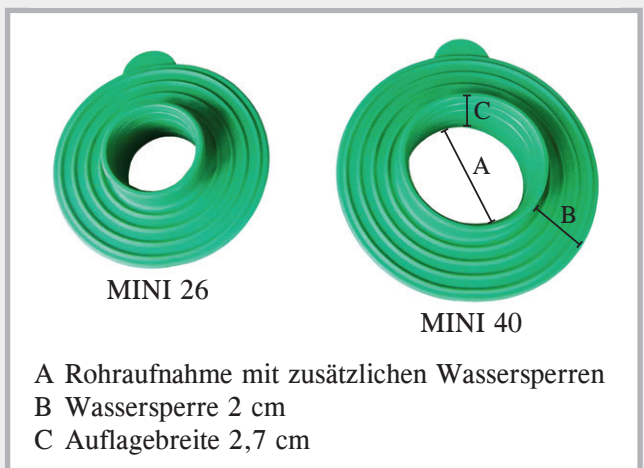 C
A
B
MINI 26
MINI 40
A Rohraufnahme mit zusätzlichen Wassersperren
B Wassersperre 2 cm
C Auflagebreite 2,7 cm